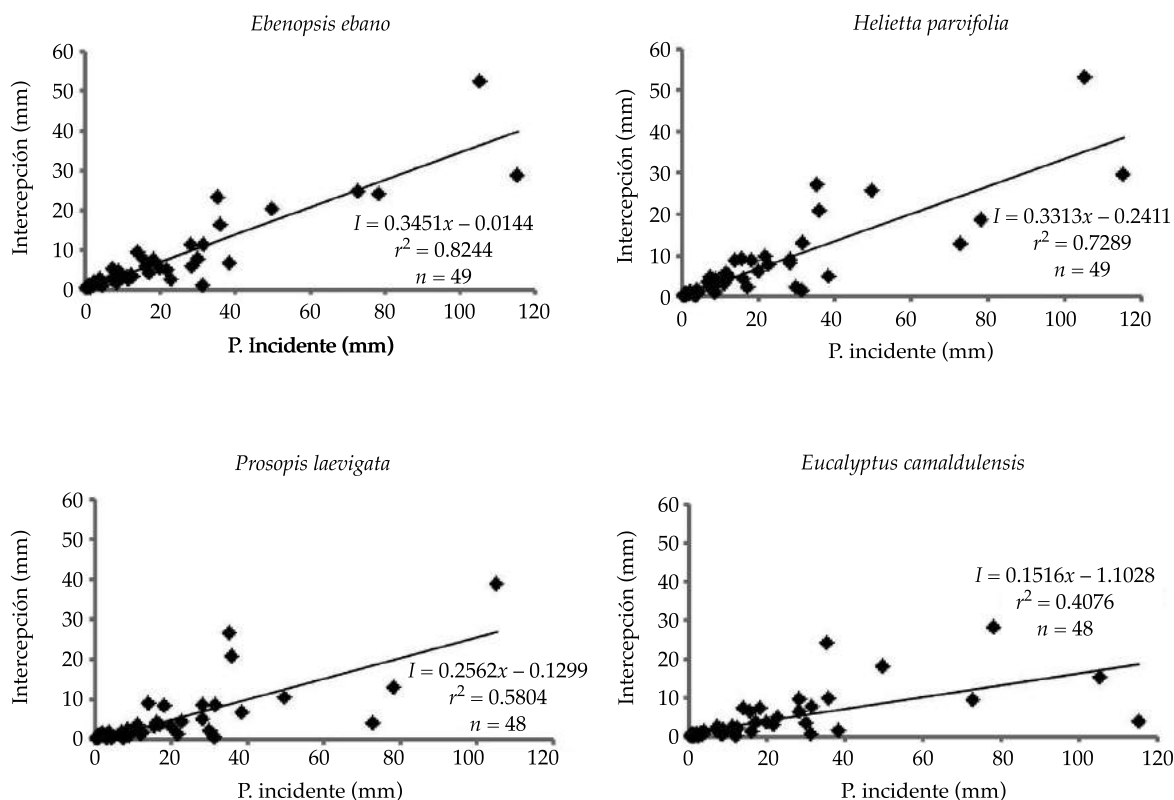 Ebenopsis ebano
60
50
40
30
20
10
0
Intercepción (mm)
I = 0.3451x – 0.0144
r² = 0.8244
n = 49
0 20 40 60 80 100 120
P. Incidente (mm)
Helietta parvifolia
60
50
40
30
20
10
0
Intercepción (mm)
I = 0.3313x – 0.2411
r² = 0.7289
n = 49
0 20 40 60 80 100 120
P. incidente (mm)
Prosopis laevigata
60
50
40
30
20
10
0
Intercepción (mm)
I = 0.2562x – 0.1299
r² = 0.5804
n = 48
0 20 40 60 80 100 120
P. incidente (mm)
Eucalyptus camaldulensis
60
50
40
30
20
10
0
Intercepción (mm)
I = 0.1516x – 1.1028
r² = 0.4076
n = 48
0 20 40 60 80 100 120
P. incidente (mm)